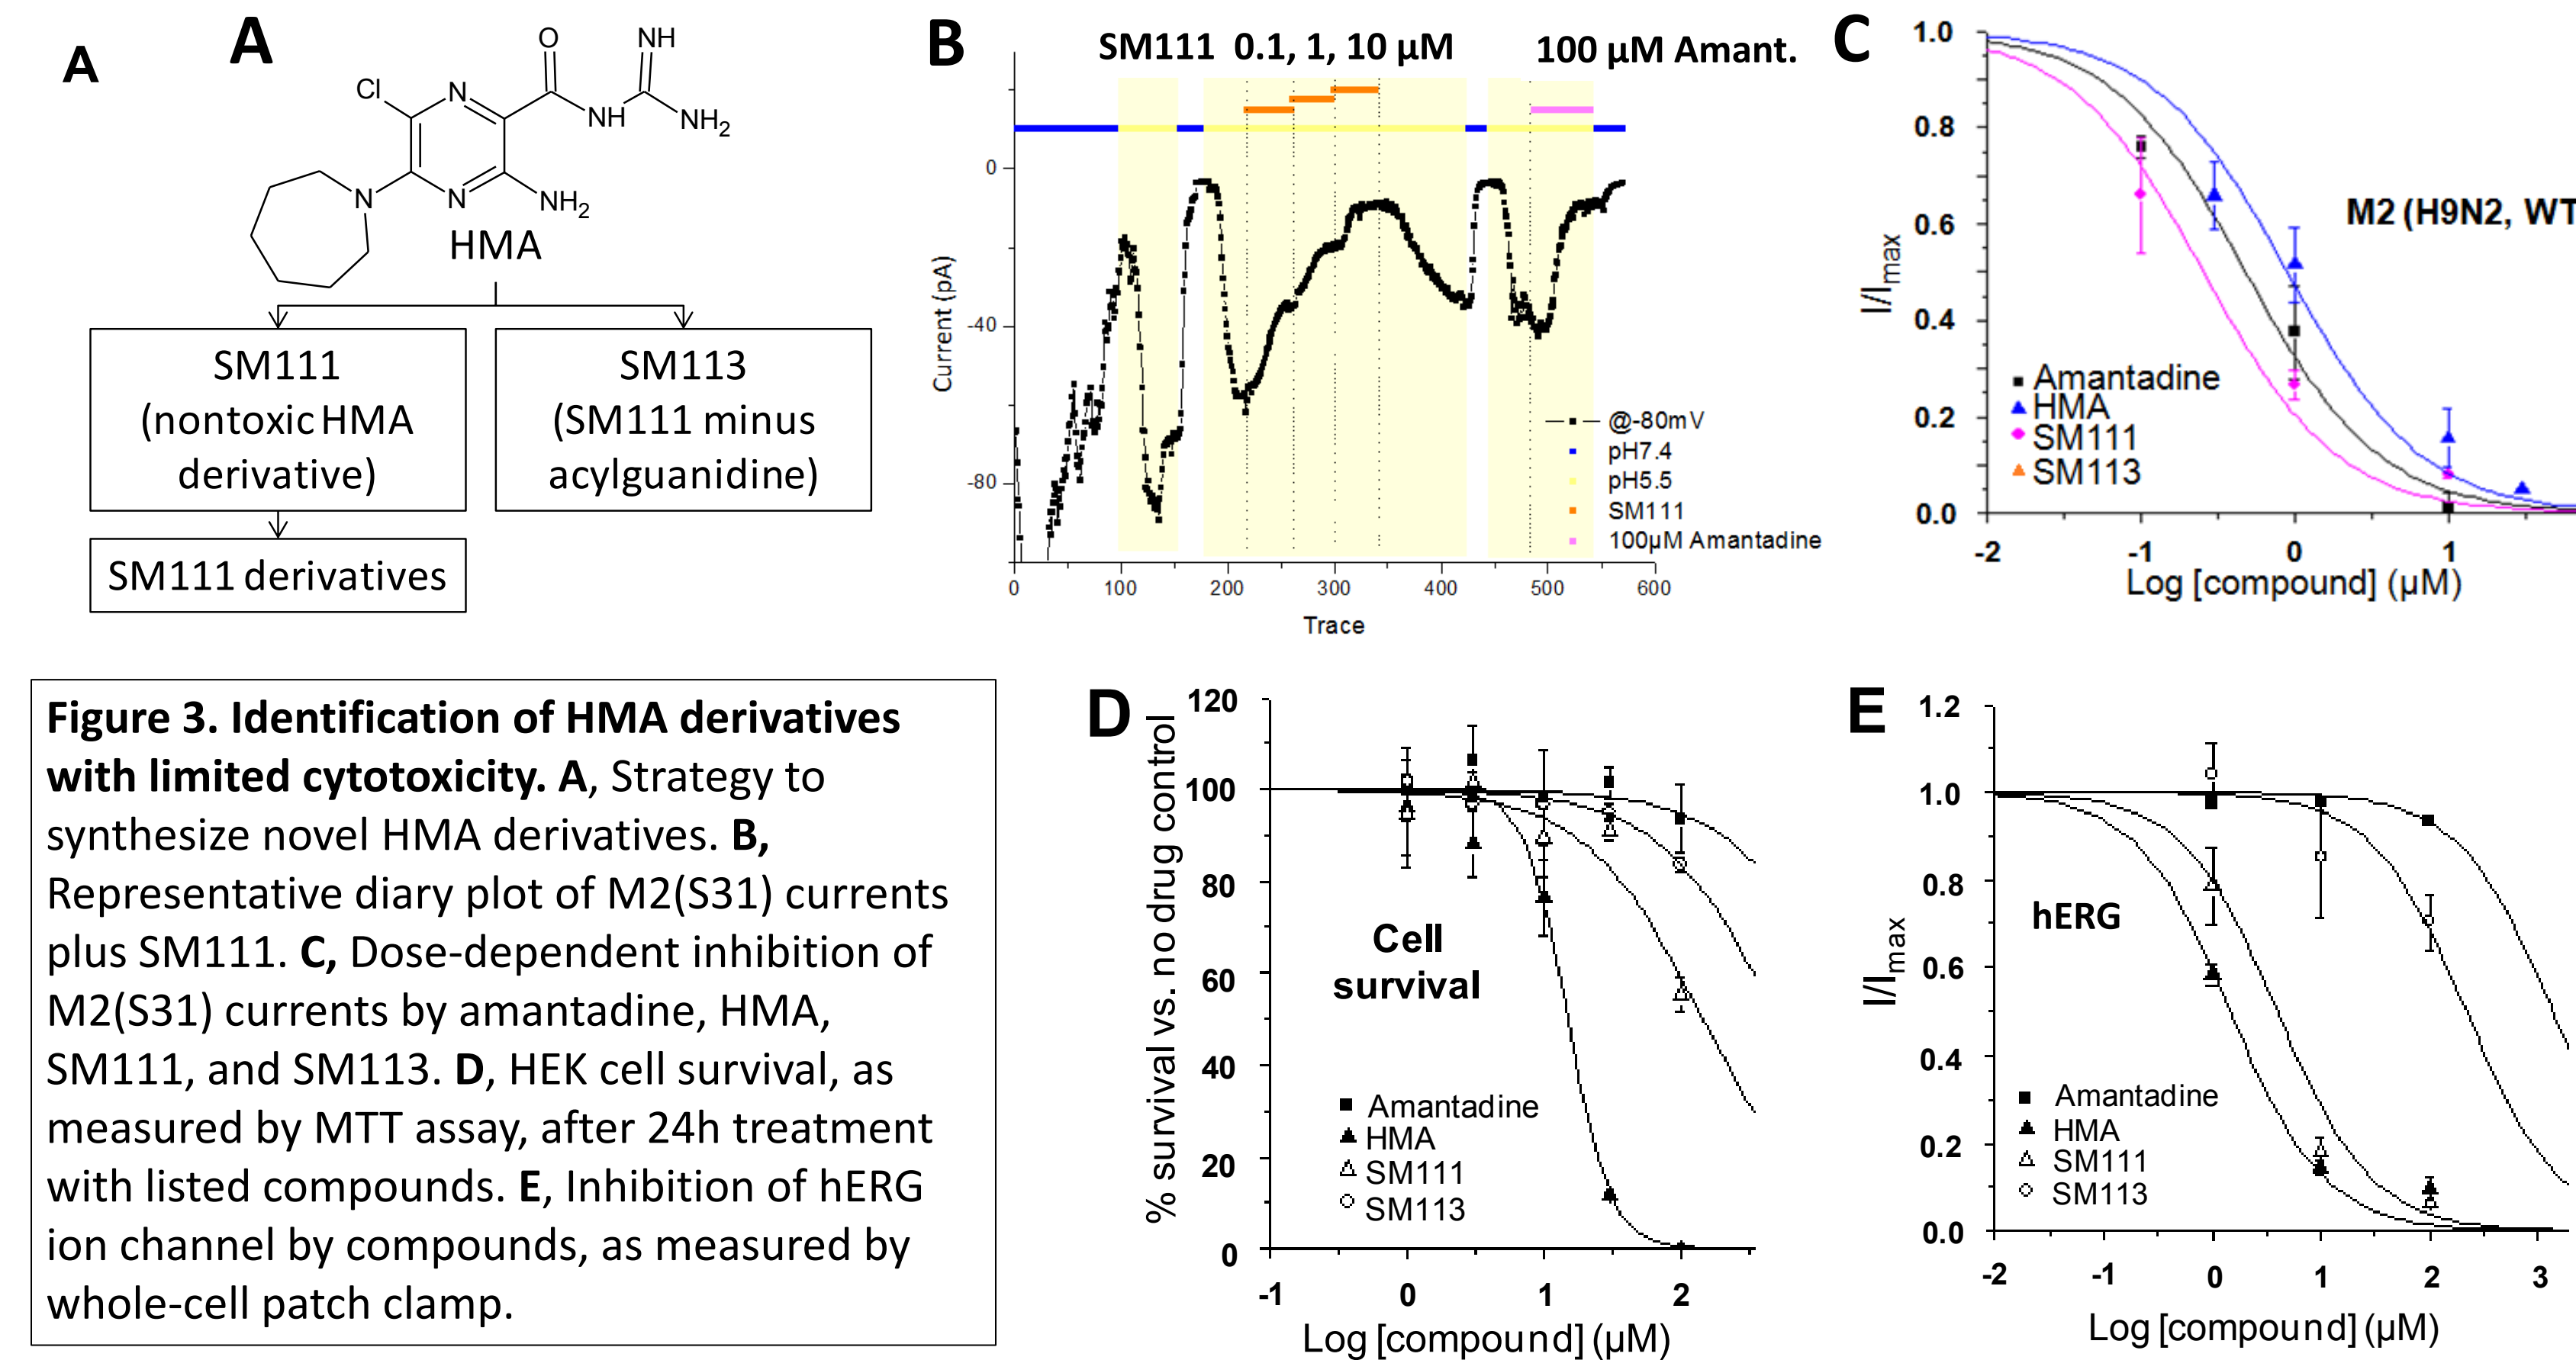 A
A
O
NH
Cl
N
NH
NH2
N
N
NH2
HMA
SM111
(nontoxic HMA
derivative)
SM113
(SM111 minus
acylguanidine)
SM111 derivatives
B
SM111 0.1, 1, 10 µM
100 µM Amant.
0
-40
-80
Current (pA)
@-80mV
pH7.4
pH5.5
SM111
100µM Amantadine
0 100 200 300 400 500 600
Trace
C
1.0
0.8
0.6
0.4
0.2
0.0
I/Imax
M2 (H9N2, WT
Amantadine
HMA
SM111
SM113
-2 -1 0 1
Log [compound] (µM)
Figure 3. Identification of HMA derivatives
with limited cytotoxicity. A, Strategy to
synthesize novel HMA derivatives. B,
Representative diary plot of M2(S31) currents
plus SM111. C, Dose-dependent inhibition of
M2(S31) currents by amantadine, HMA,
SM111, and SM113. D, HEK cell survival, as
measured by MTT assay, after 24h treatment
with listed compounds. E, Inhibition of hERG
ion channel by compounds, as measured by
whole-cell patch clamp.
D
120
100
80
60
40
20
0
% survival vs. no drug control
Cell
survival
Amantadine
HMA
SM111
SM113
-1 0 1 2
Log [compound] (µM)
E
1.2
1.0
0.8
0.6
0.4
0.2
0.0
I/Imax
hERG
Amantadine
HMA
SM111
SM113
-2 -1 0 1 2 3
Log [compound] (µM)